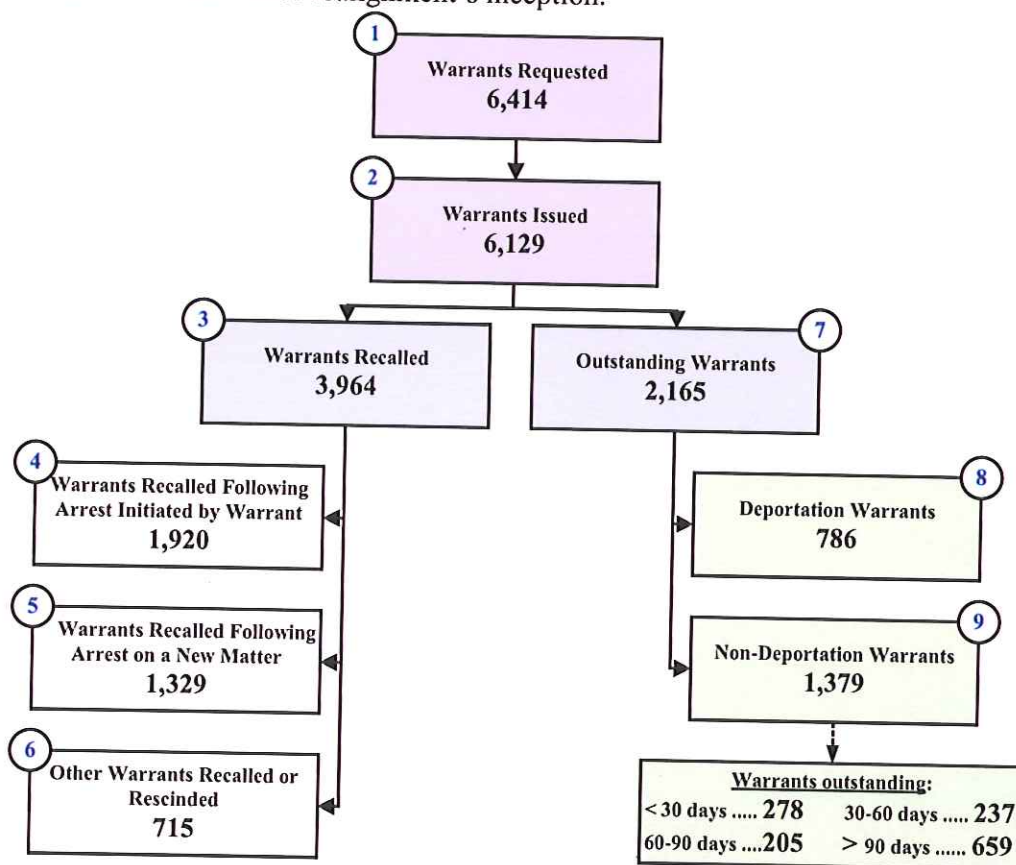 inception.
1
Warrants Requested
6,414
2
Warrants Issued
6,129
3
Warrants Recalled
3,964
7
Outstanding Warrants
2,165
4
Warrants Recalled Following
Arrest Initiated by Warrant
1,920
8
Deportation Warrants
786
5
Warrants Recalled Following
Arrest on a New Matter
1,329
9
Non-Deportation Warrants
1,379
6
Other Warrants Recalled or
Rescinded
715
Warrants outstanding:
< 30 days ..... 278 30-60 days ..... 237
60-90 days ....205 > 90 days ...... 659